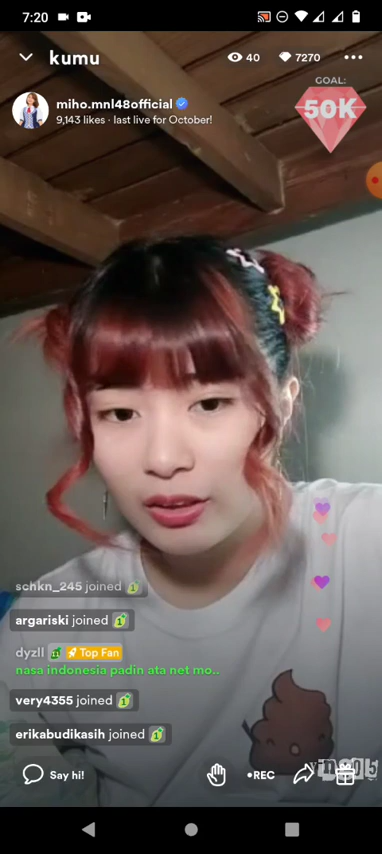 7:20
kumu
40
7270
GOAL:
50K
miho.mnl48official
9,143 likes · last live for October!
schkn_245 joined
argariski joined
dyzll Top Fan
nasa indonesia padin ata net mo..
very4355 joined
erikabudikasih joined
Say hi!
•REC